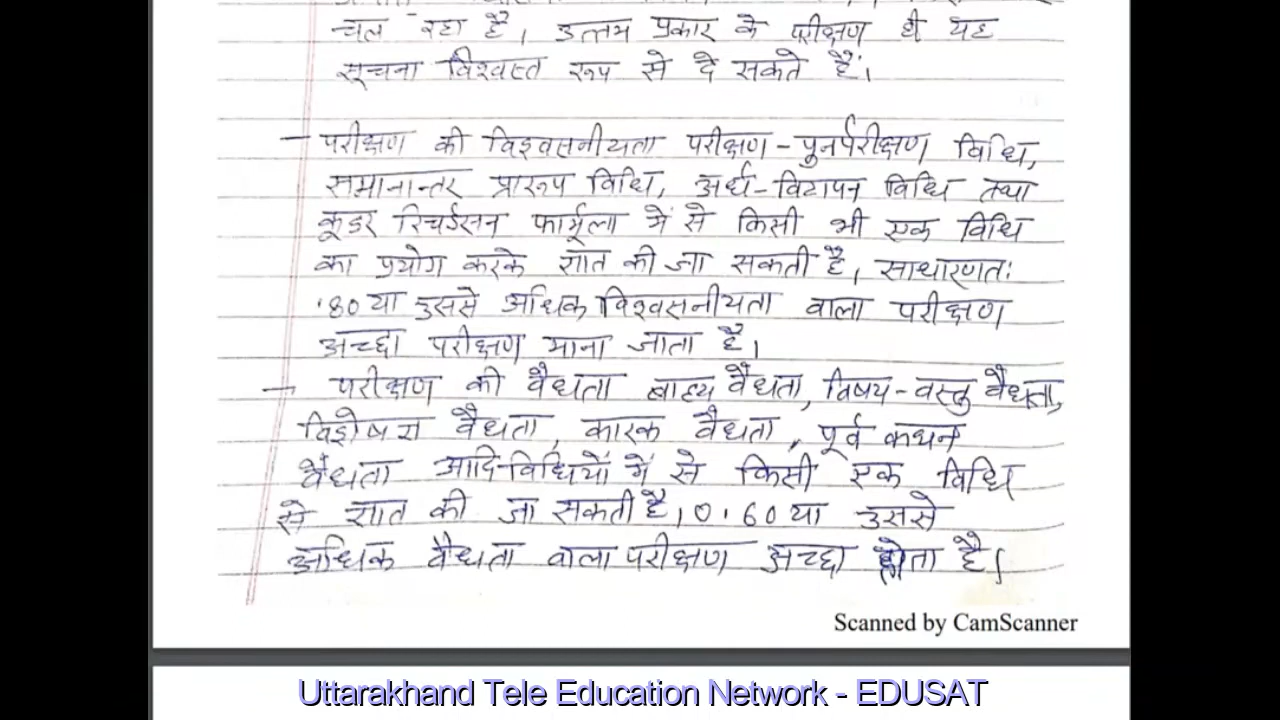 चल रहा है। उत्तम प्रकार के परीक्षण ही यह
सूचना विश्वस्त रूप से दे सकते हैं।
– परीक्षण की विश्वसनीयता परीक्षण-पुनर्परीक्षण विधि,
समानान्तर प्रारूप विधि, अर्ध-विटापन विधि तथा
कूडर रिचर्डसन फार्मूला में से किसी भी एक विधि
का प्रयोग करके ज्ञात की जा सकती है। साधारणतः
.80 या उससे अधिक विश्वसनीयता वाला परीक्षण
अच्छा परीक्षण माना जाता है।
– परीक्षण की वैधता बाह्य वैधता, विषय-वस्तु वैधता,
वैधता, कारक वैधता, पूर्व कथन
वैधता आदि-विधियों में से किसी एक विधि
से ज्ञात की जा सकती है। 0.60 या उससे
अधिक वैधता वाला परीक्षण अच्छा होता है।
Scanned by CamScanner
Uttarakhand Tele Education Network - EDUSAT